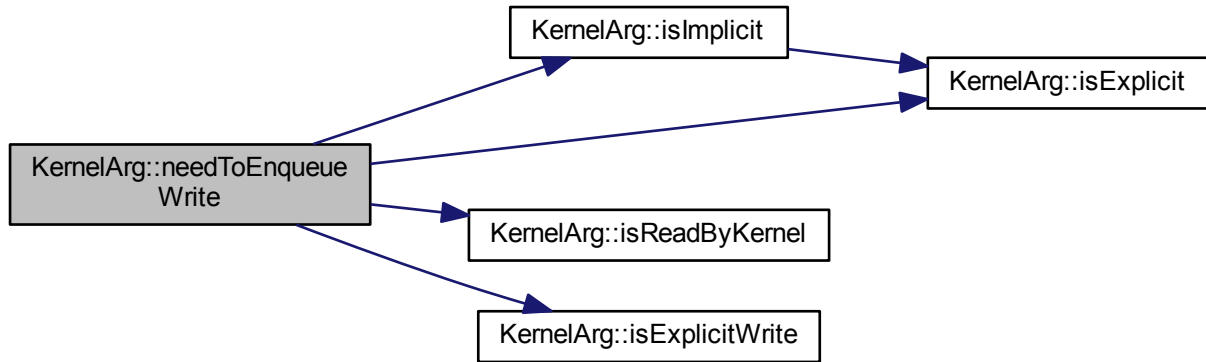 KernelArg::isImplicit
KernelArg::isExplicit
KernelArg::needToEnqueue
Write
KernelArg::isReadByKernel
KernelArg::isExplicitWrite